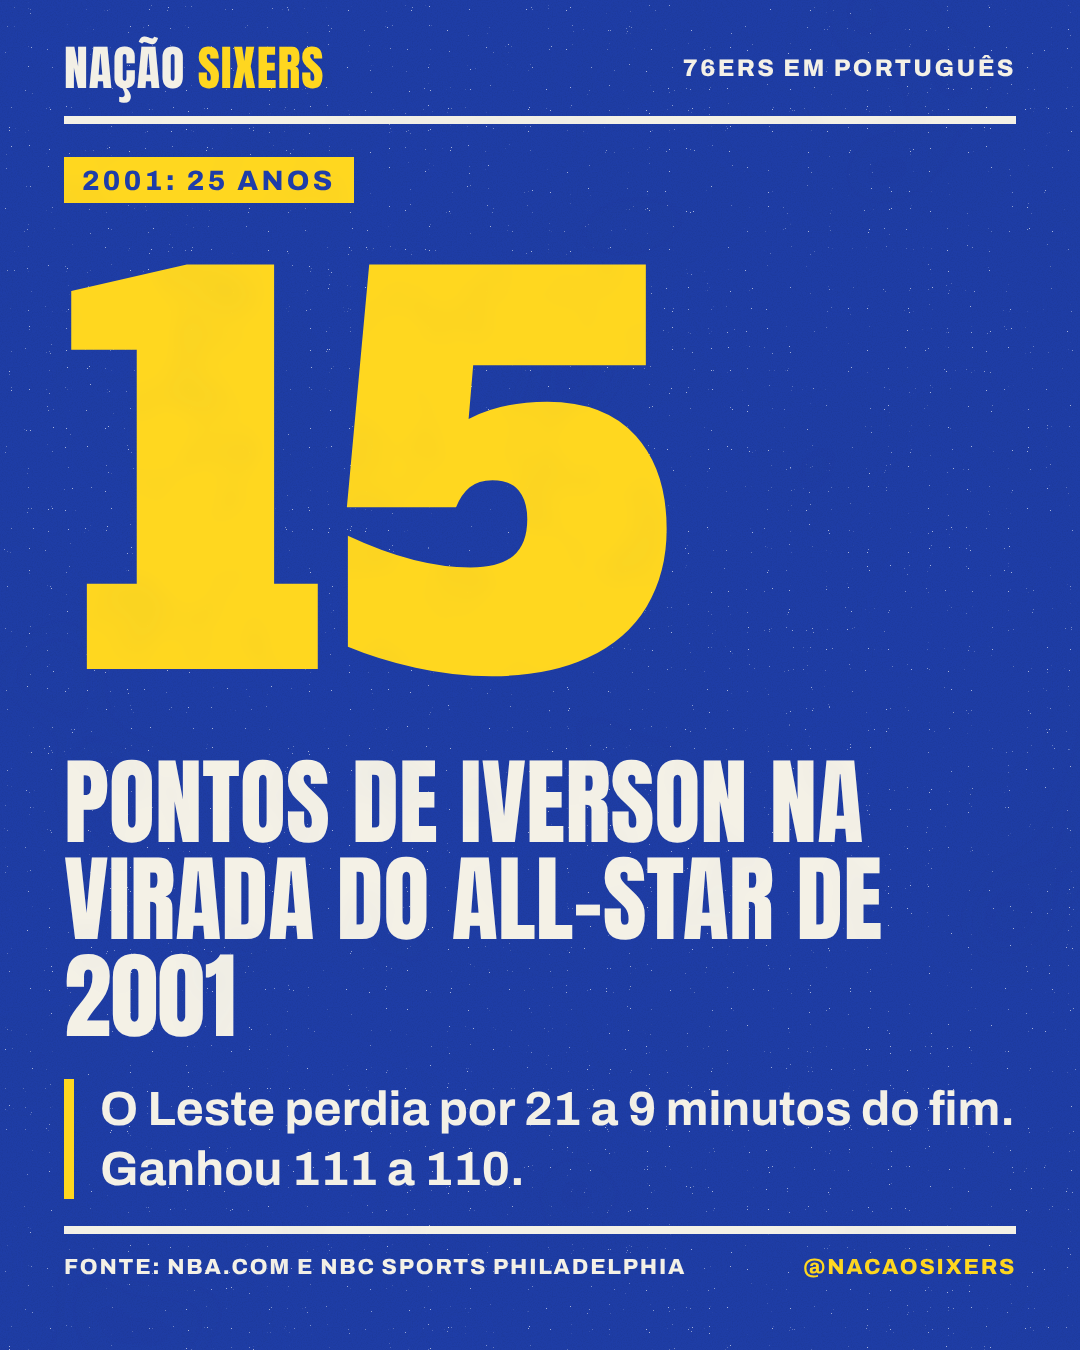 NAÇÃO SIXERS
76ERS EM PORTUGUÊS
2001: 25 ANOS
15
PONTOS DE IVERSON NA
VIRADA DO ALL-STAR DE
2001
O Leste perdia por 21 a 9 minutos do fim.
Ganhou 111 a 110.
FONTE: NBA.COM E NBC SPORTS PHILADELPHIA
@NACAOSIXERS